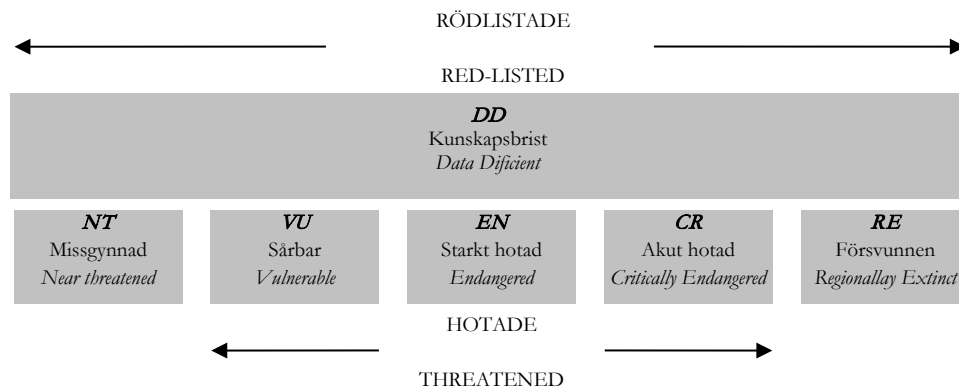 RÖDLISTADE
RED-LISTED
DD
Kunskapsbrist
Data Dificient
NT
Missgynnad
Near threatened
VU
Sårbar
Vulnerable
EN
Starkt hotad
Endangered
CR
Akut hotad
Critically Endangered
RE
Försvunnen
Regionallay Extinct
HOTADE
THREATENED